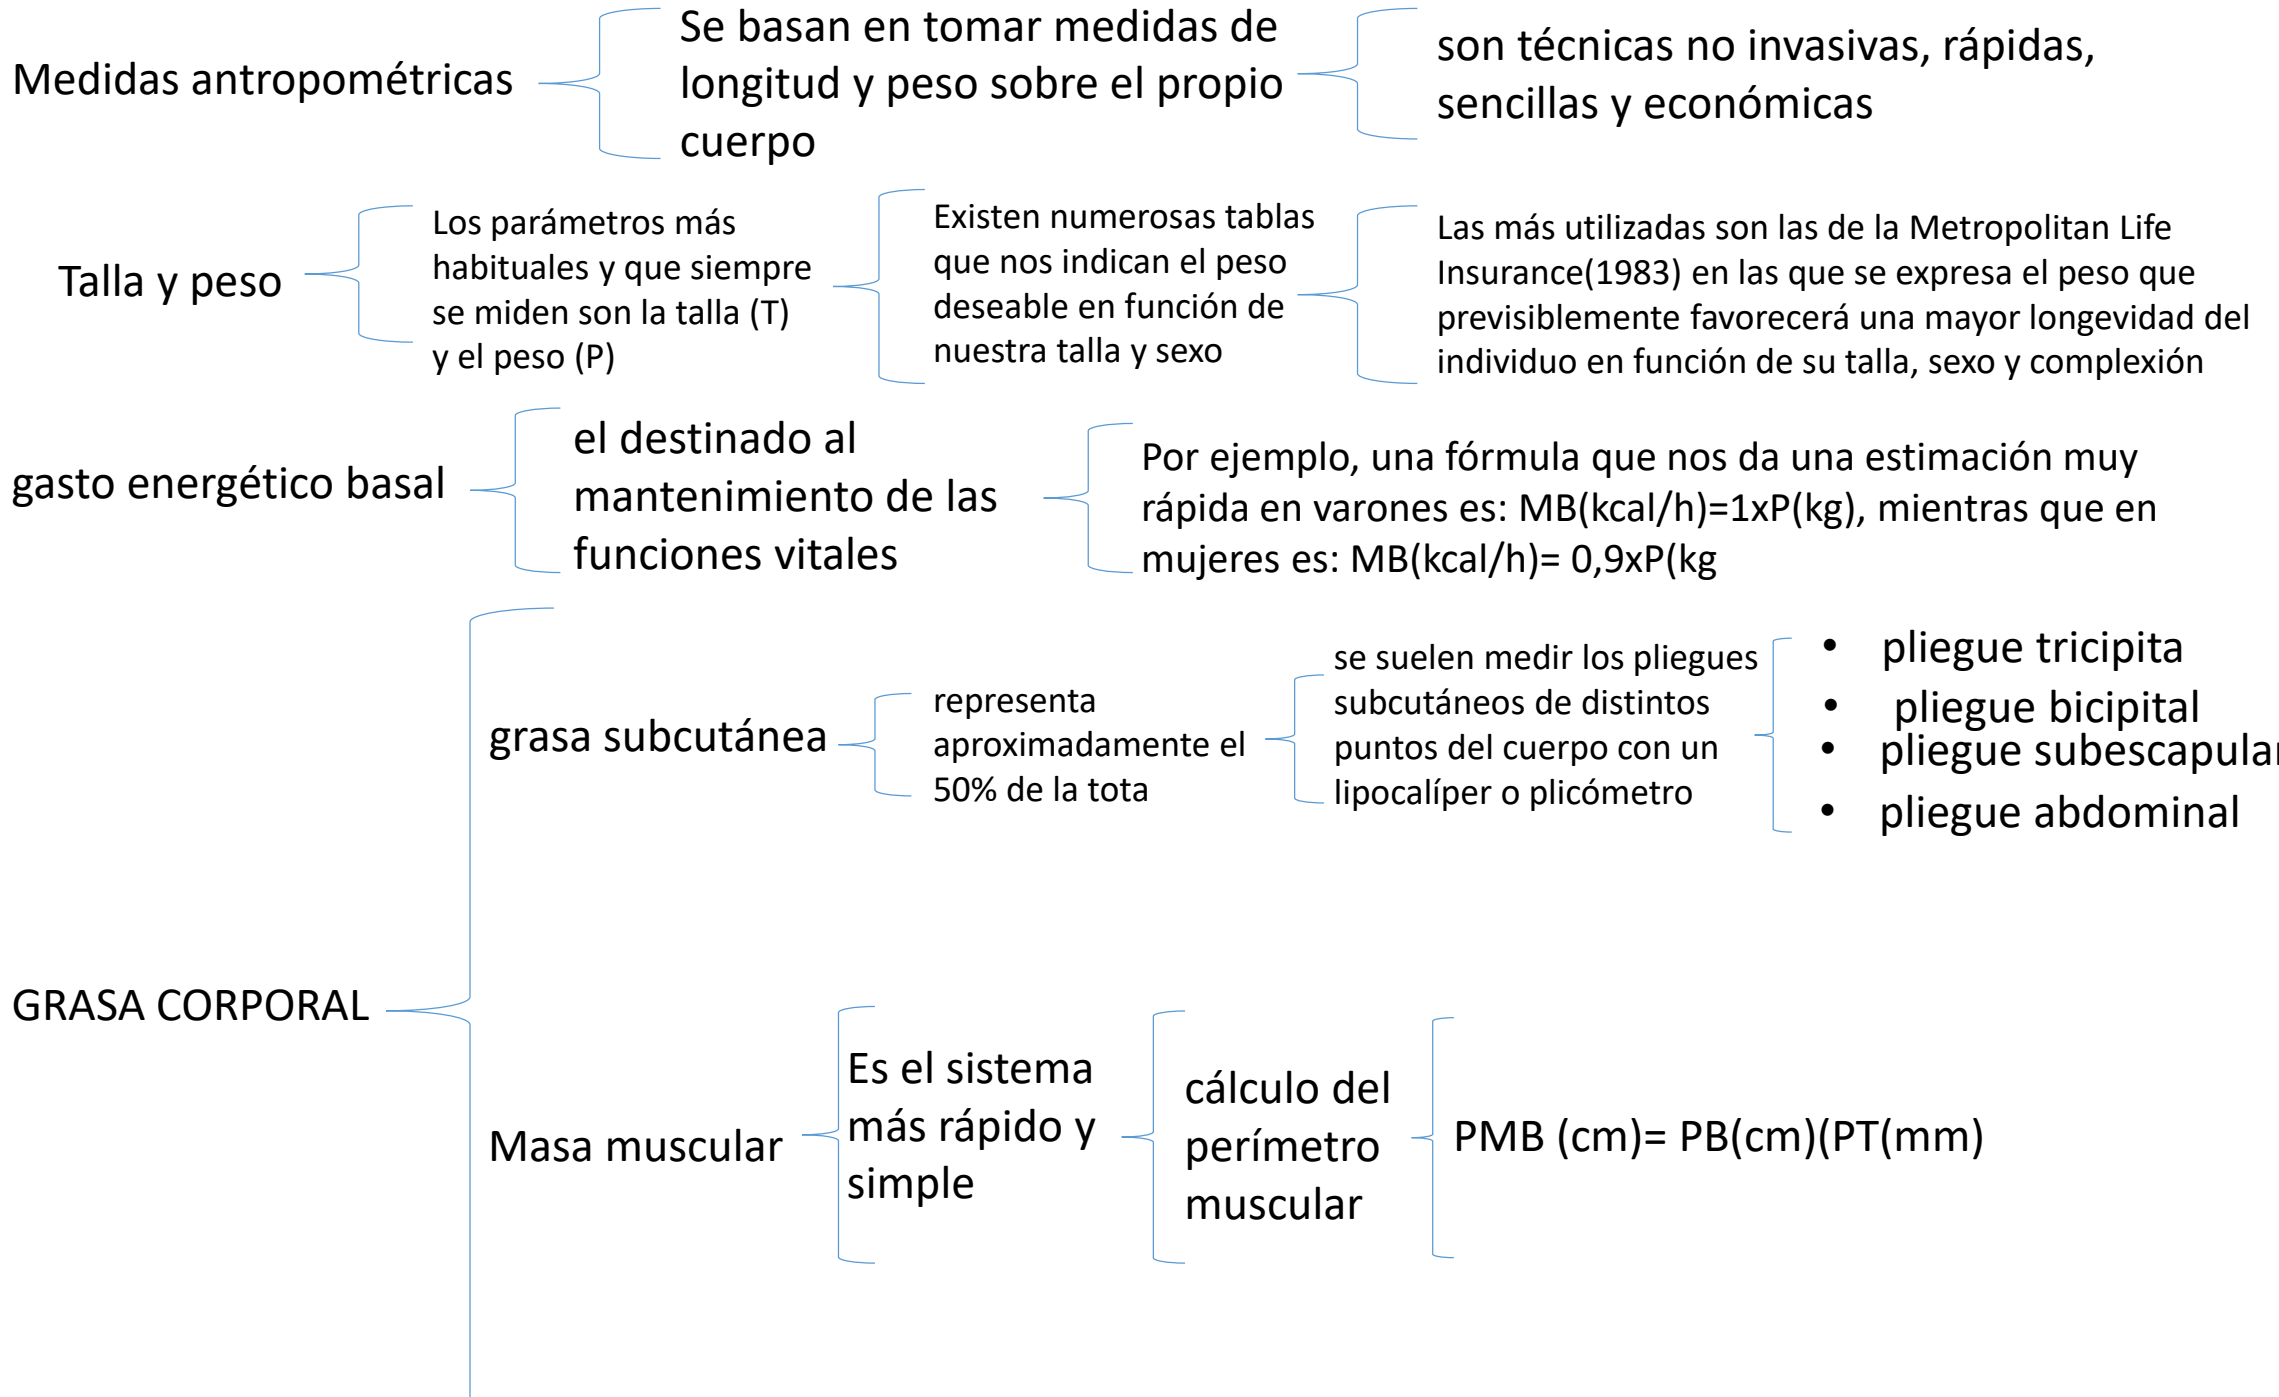 Medidas antropométricas
Se basan en tomar medidas de
longitud y peso sobre el propio
cuerpo
son técnicas no invasivas, rápidas,
sencillas y económicas
Talla y peso
Los parámetros más
habituales y que siempre
se miden son la talla (T)
y el peso (P)
Existen numerosas tablas
que nos indican el peso
deseable en función de
nuestra talla y sexo
Las más utilizadas son las de la Metropolitan Life
Insurance(1983) en las que se expresa el peso que
previsiblemente favorecerá una mayor longevidad del
individuo en función de su talla, sexo y complexión
gasto energético basal
el destinado al
mantenimiento de las
funciones vitales
Por ejemplo, una fórmula que nos da una estimación muy
rápida en varones es: MB(kcal/h)=1xP(kg), mientras que en
mujeres es: MB(kcal/h)= 0,9xP(kg
GRASA CORPORAL
grasa subcutánea
representa
aproximadamente el
50% de la tota
se suelen medir los pliegues
subcutáneos de distintos
puntos del cuerpo con un
lipocalíper o plicómetro
• pliegue tricipita
• pliegue bicipital
• pliegue subescapular
• pliegue abdominal
Masa muscular
Es el sistema
más rápido y
simple
cálculo del
perímetro
muscular
PMB (cm)= PB(cm)(PT(mm)